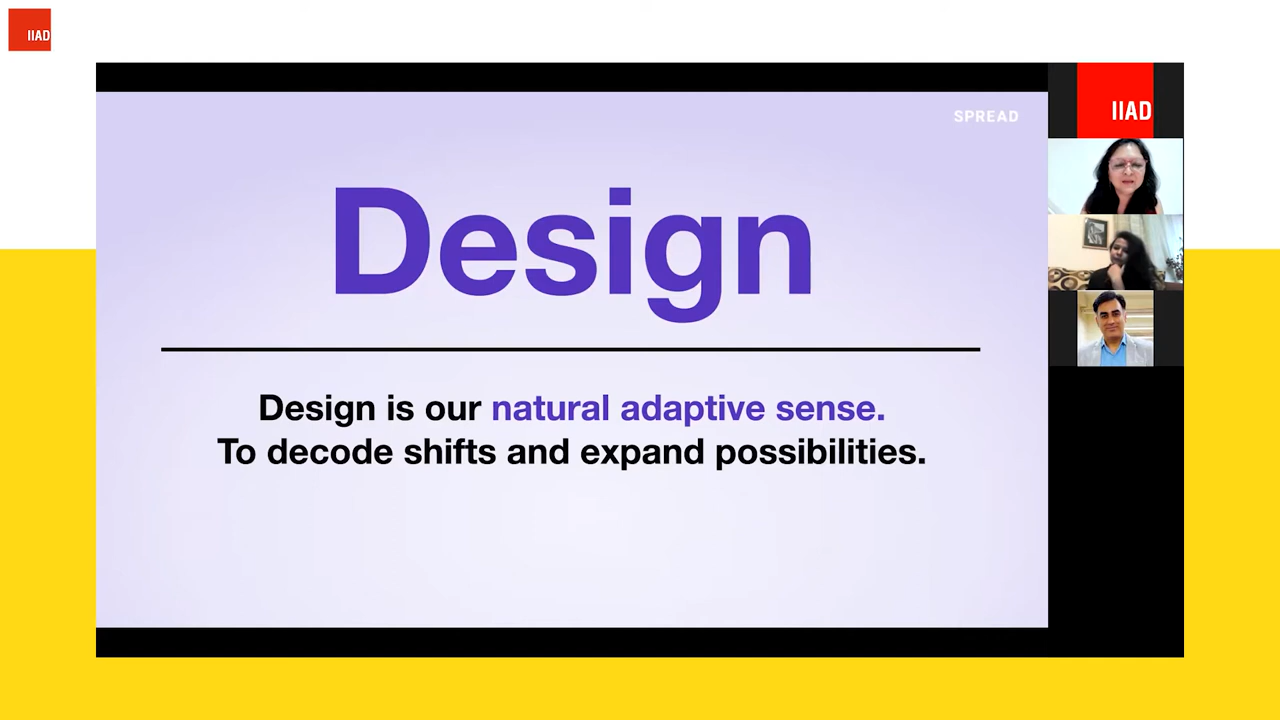 IIAD
SPREAD
IIAD
Design
Design is our natural adaptive sense.
To decode shifts and expand possibilities.